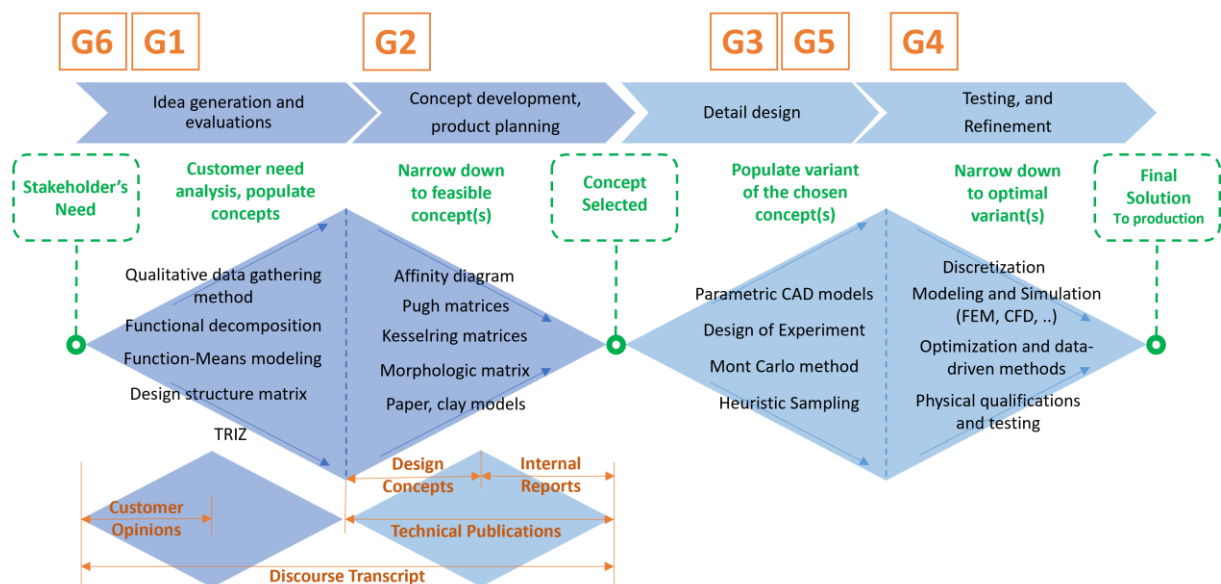 G6
G1
G2
G3
G5
G4
Idea generation and
evaluations
Concept development,
product planning
Detail design
Testing, and
Refinement
Stakeholder's
Need
Customer need
analysis, populate
concepts
Narrow down
to feasible
concept(s)
Concept
Selected
Populate variant
of the chosen
concept(s)
Narrow down
to optimal
variant(s)
Final
Solution
To production
Qualitative data gathering
method
Functional decomposition
Function-Means modeling
Design structure matrix
TRIZ
Affinity diagram
Pugh matrices
Kesselring matrices
Morphologic matrix
Paper, clay models
Parametric CAD models
Design of Experiment
Mont Carlo method
Heuristic Sampling
Discretization
Modeling and Simulation
(FEM, CFD, ..)
Optimization and data-
driven methods
Physical qualifications
and testing
Design
Concepts
Internal
Reports
Customer
Opinions
Technical Publications
Discourse Transcript